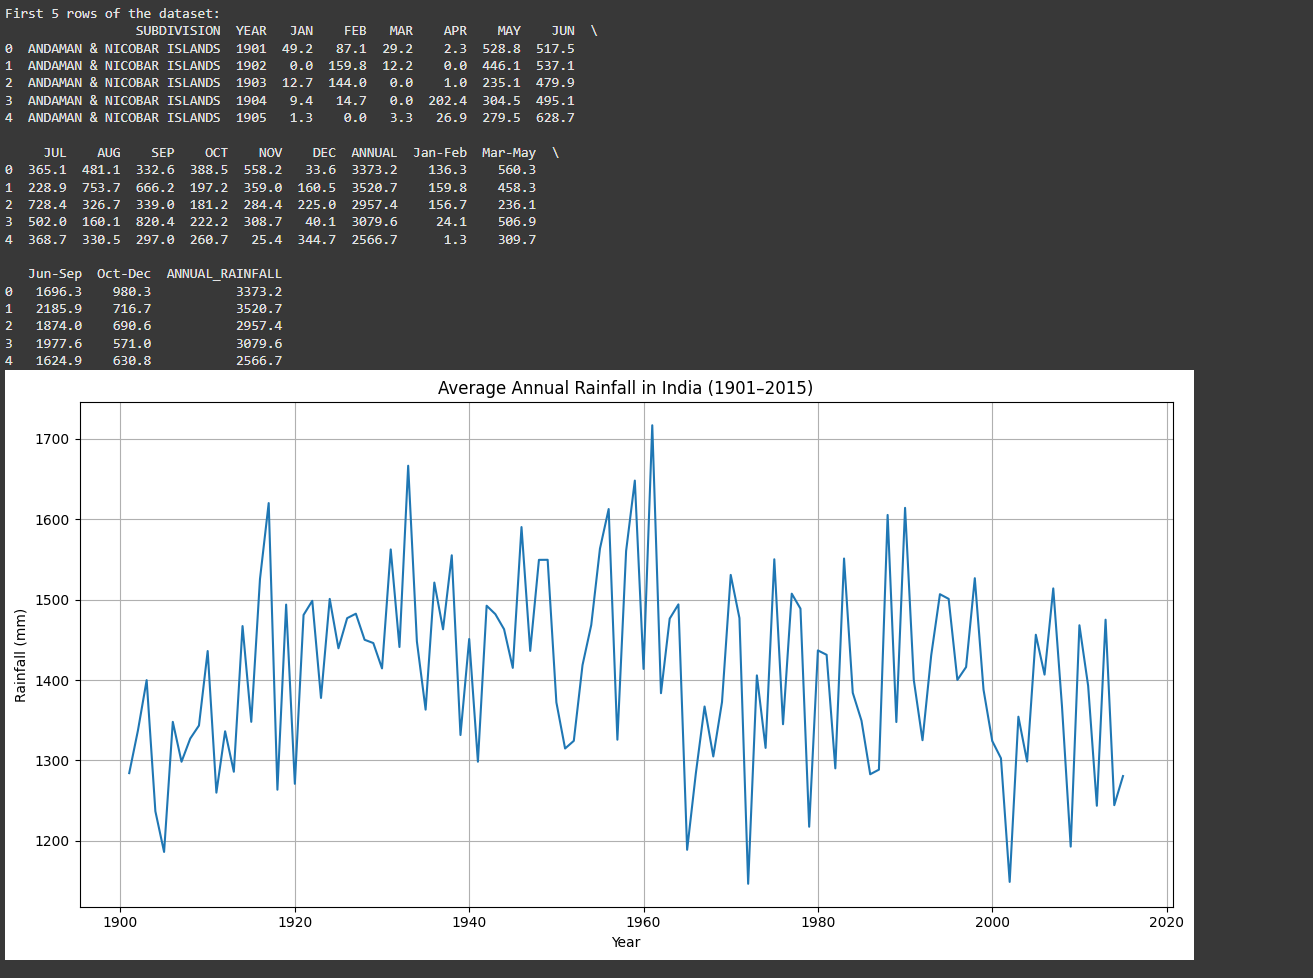 First 5 rows of the dataset:
                 SUBDIVISION  YEAR   JAN    FEB   MAR    APR    MAY    JUN  \
0  ANDAMAN & NICOBAR ISLANDS  1901  49.2   87.1  29.2    2.3  528.8  517.5
1  ANDAMAN & NICOBAR ISLANDS  1902   0.0  159.8  12.2    0.0  446.1  537.1
2  ANDAMAN & NICOBAR ISLANDS  1903  12.7  144.0   0.0    1.0  235.1  479.9
3  ANDAMAN & NICOBAR ISLANDS  1904   9.4   14.7   0.0  202.4  304.5  495.1
4  ANDAMAN & NICOBAR ISLANDS  1905   1.3    0.0   3.3   26.9  279.5  628.7
     JUL    AUG    SEP    OCT    NOV    DEC  ANNUAL  Jan-Feb  Mar-May  \
0  365.1  481.1  332.6  388.5  558.2   33.6  3373.2    136.3    560.3
1  228.9  753.7  666.2  197.2  359.0  160.5  3520.7    159.8    458.3
2  728.4  326.7  339.0  181.2  284.4  225.0  2957.4    156.7    236.1
3  502.0  160.1  820.4  222.2  308.7   40.1  3079.6     24.1    506.9
4  368.7  330.5  297.0  260.7   25.4  344.7  2566.7      1.3    309.7
   Jun-Sep  Oct-Dec  ANNUAL_RAINFALL
0   1696.3    980.3           3373.2
1   2185.9    716.7           3520.7
2   1874.0    690.6           2957.4
3   1977.6    571.0           3079.6
4   1624.9    630.8           2566.7
Average Annual Rainfall in India (1901–2015)
Rainfall (mm)
1700
1600
1500
1400
1300
1200
1900 1920 1940 1960 1980 2000 2020
Year